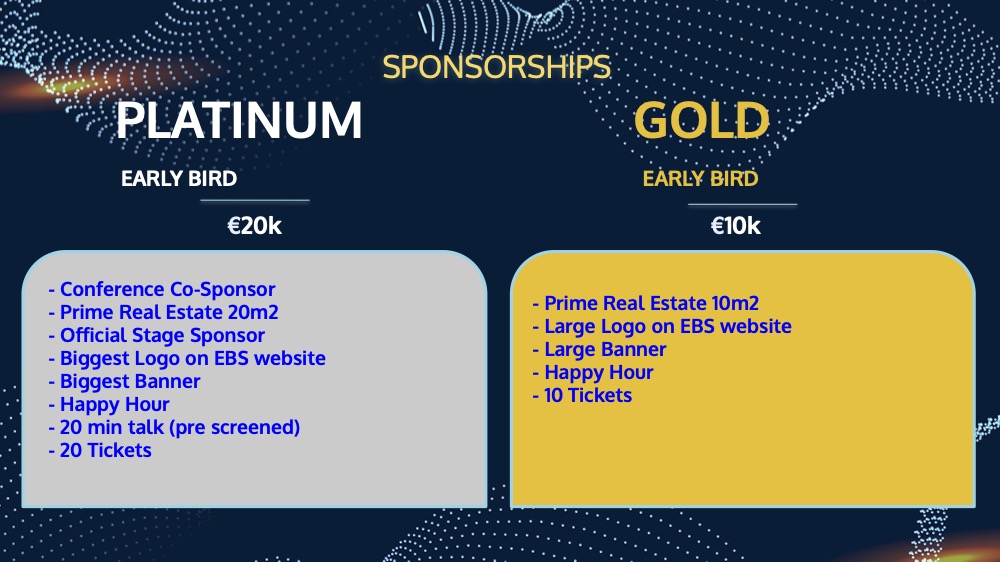 SPONSORSHIPS
PLATINUM
EARLY BIRD
€20k
- Conference Co-Sponsor
- Prime Real Estate 20m2
- Official Stage Sponsor
- Biggest Logo on EBS website
- Biggest Banner
- Happy Hour
- 20 min talk (pre screened)
- 20 Tickets
GOLD
EARLY BIRD
€10k
- Prime Real Estate 10m2
- Large Logo on EBS website
- Large Banner
- Happy Hour
- 10 Tickets